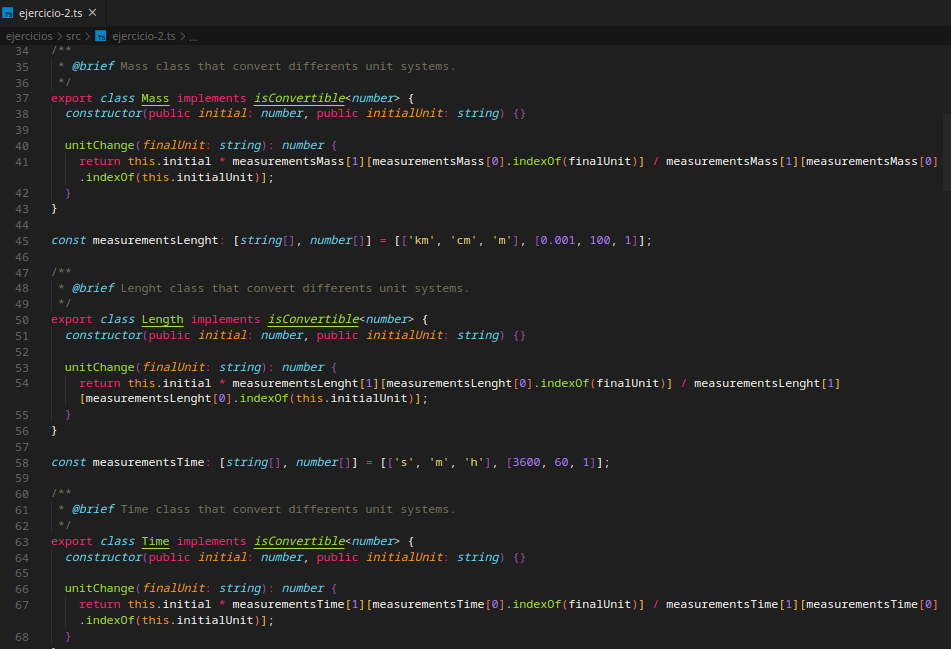 ejercicio-2.ts ×
ejercicios > src > ejercicio-2.ts > ...
34 /**
35  * @brief Mass class that convert differents unit systems.
36  */
37 export class Mass implements isConvertible<number> {
38   constructor(public initial: number, public initialUnit: string) {}
39
40   unitChange(finalUnit: string): number {
41     return this.initial * measurementsMass[1][measurementsMass[0].indexOf(finalUnit)] / measurementsMass[1][measurementsMass[0]
    .indexOf(this.initialUnit)];
42   }
43 }
44
45 const measurementsLenght: [string[], number[]] = [['km', 'cm', 'm'], [0.001, 100, 1]];
46
47 /**
48  * @brief Lenght class that convert differents unit systems.
49  */
50 export class Length implements isConvertible<number> {
51   constructor(public initial: number, public initialUnit: string) {}
52
53   unitChange(finalUnit: string): number {
54     return this.initial * measurementsLenght[1][measurementsLenght[0].indexOf(finalUnit)] / measurementsLenght[1]
    [measurementsLenght[0].indexOf(this.initialUnit)];
55   }
56 }
57
58 const measurementsTime: [string[], number[]] = [['s', 'm', 'h'], [3600, 60, 1]];
59
60 /**
61  * @brief Time class that convert differents unit systems.
62  */
63 export class Time implements isConvertible<number> {
64   constructor(public initial: number, public initialUnit: string) {}
65
66   unitChange(finalUnit: string): number {
67     return this.initial * measurementsTime[1][measurementsTime[0].indexOf(finalUnit)] / measurementsTime[1][measurementsTime[0]
    .indexOf(this.initialUnit)];
68   }